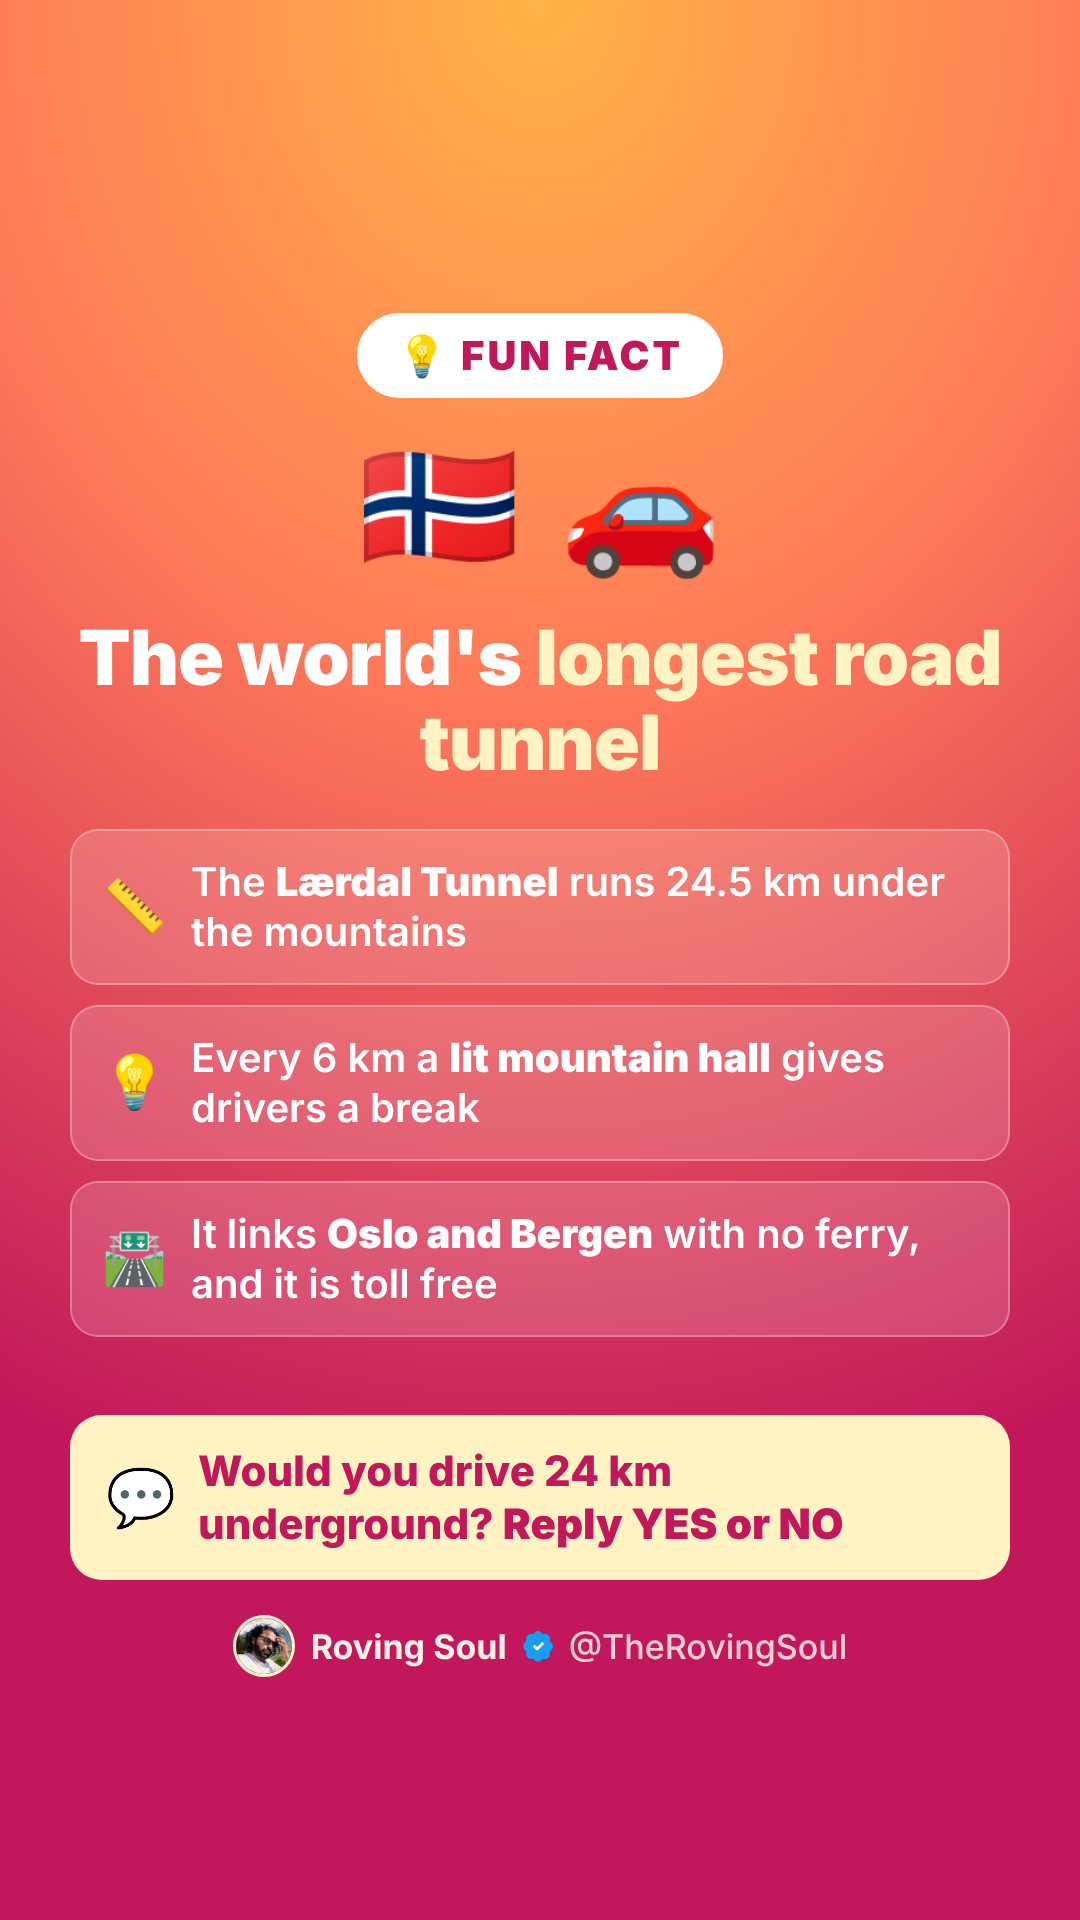 FUN FACT
The world's longest road
tunnel
The Lærdal Tunnel runs 24.5 km under
the mountains
Every 6 km a lit mountain hall gives
drivers a break
It links Oslo and Bergen with no ferry,
and it is toll free
Would you drive 24 km
underground? Reply YES or NO
Roving Soul @TheRovingSoul